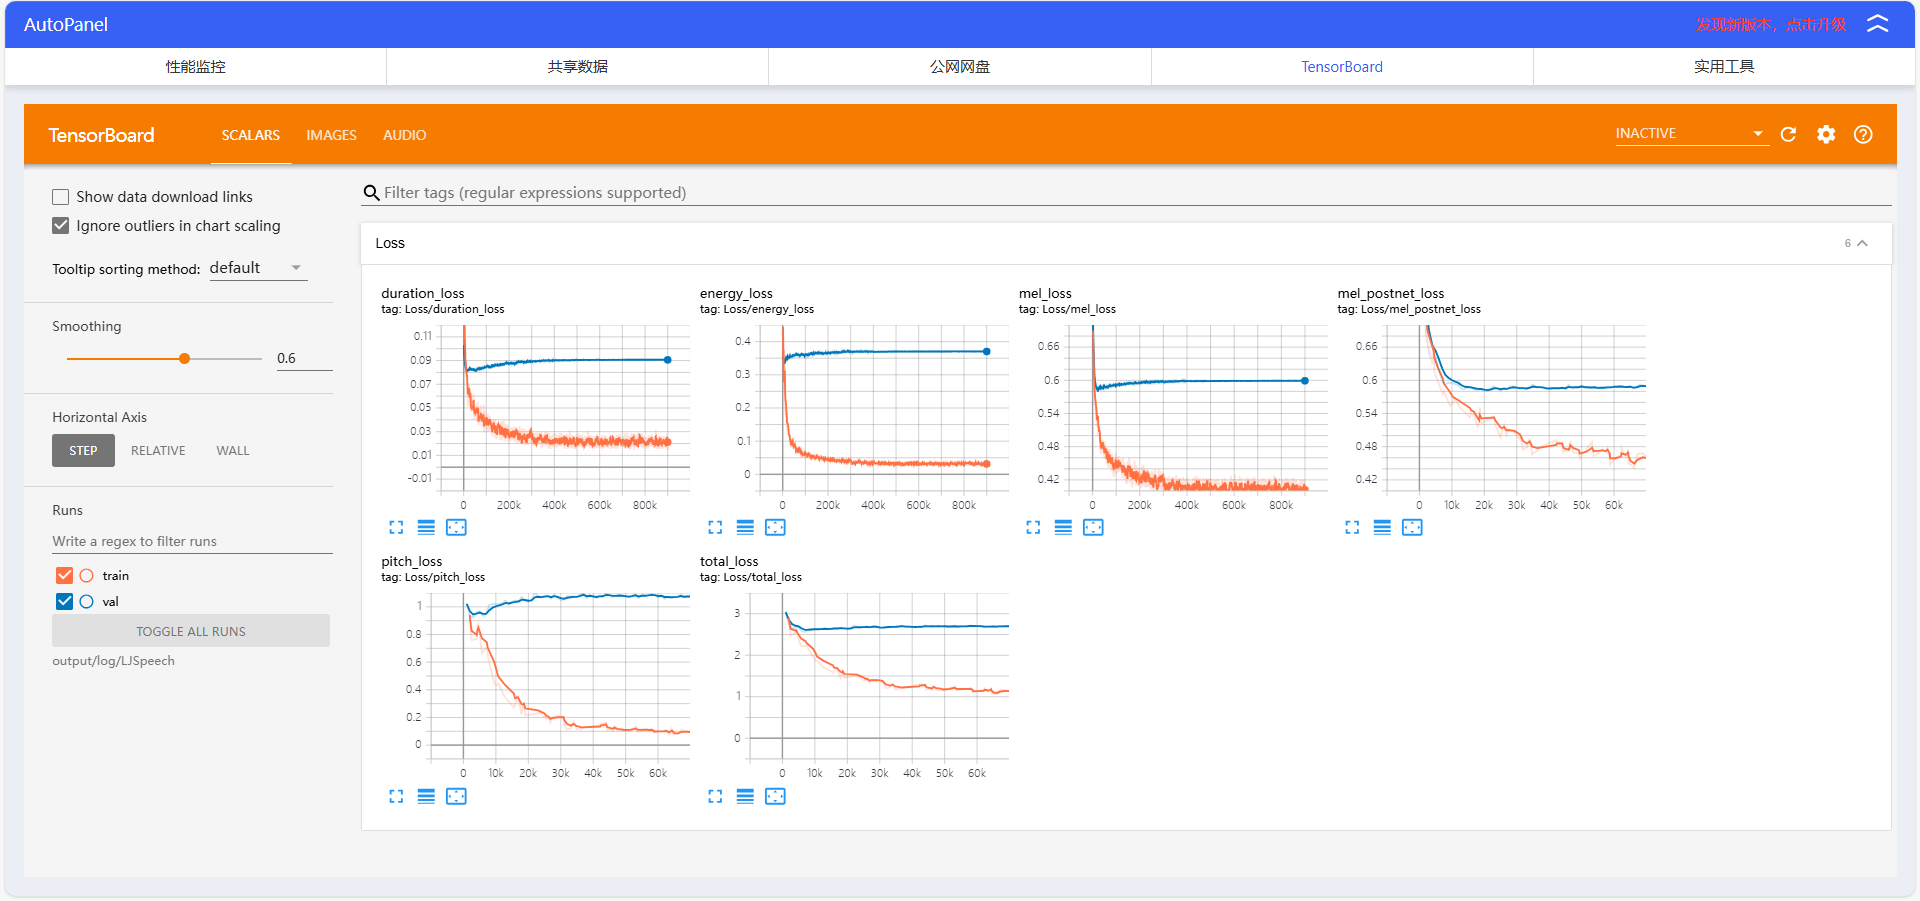 AutoPanel
发现新版本，点击升级
性能监控
共享数据
公网网盘
TensorBoard
实用工具
TensorBoard
SCALARS
IMAGES
AUDIO
INACTIVE
Show data download links
Ignore outliers in chart scaling
Tooltip sorting method: default
Smoothing
0.6
Horizontal Axis
STEP
RELATIVE
WALL
Runs
Write a regex to filter runs
train
val
TOGGLE ALL RUNS
output/log/LJSpeech
Filter tags (regular expressions supported)
Loss
6
duration_loss
tag: Loss/duration_loss
0.11
0.09
0.07
0.05
0.03
0.01
-0.01
0 200k 400k 600k 800k
energy_loss
tag: Loss/energy_loss
0.4
0.3
0.2
0.1
0
0 200k 400k 600k 800k
mel_loss
tag: Loss/mel_loss
0.66
0.6
0.54
0.48
0.42
0 200k 400k 600k 800k
mel_postnet_loss
tag: Loss/mel_postnet_loss
0.66
0.6
0.54
0.48
0.42
0 10k 20k 30k 40k 50k 60k
pitch_loss
tag: Loss/pitch_loss
1
0.8
0.6
0.4
0.2
0
0 10k 20k 30k 40k 50k 60k
total_loss
tag: Loss/total_loss
3
2
1
0
0 10k 20k 30k 40k 50k 60k